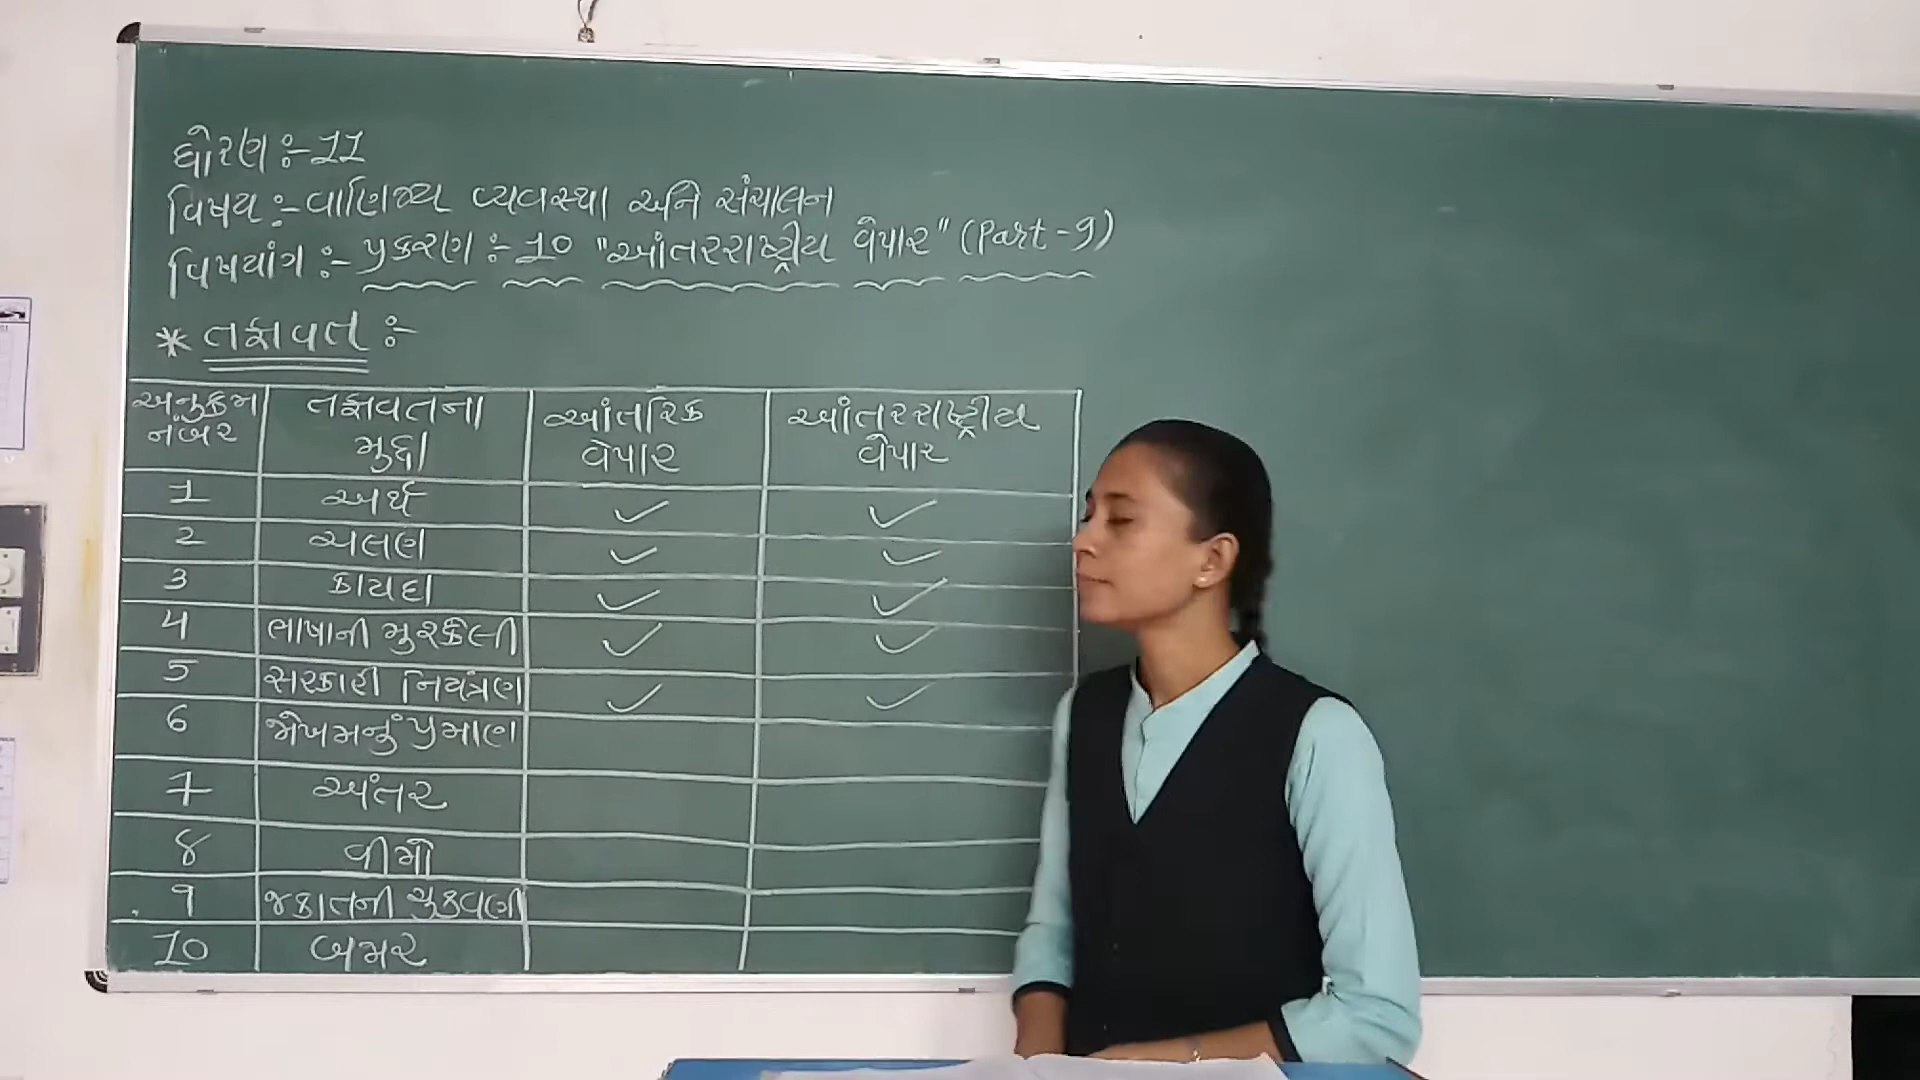 ધોરણ :- 11
વિષય :- વાણિજ્ય વ્યવસ્થા અને સંચાલન
વિષયાંગ :- પ્રકરણ :- 10 "આંતરરાષ્ટ્રીય વેપાર" (Part-9)
* તફાવત :-
અનુક્રમ નંબર | તફાવતના મુદ્દા | આંતરિક વેપાર | આંતરરાષ્ટ્રીય વેપાર
1 | અર્થ | ✓ | ✓
2 | ચલણ | ✓ | ✓
3 | કાયદા | ✓ | ✓
4 | ભાષાની મુશ્કેલી | ✓ | ✓
5 | સરકારી નિયંત્રણ | ✓ | ✓
6 | જોખમનું પ્રમાણ
7 | અંતર
8 | વીમો
9 | જકાતની ચુકવણી
10 | બજાર